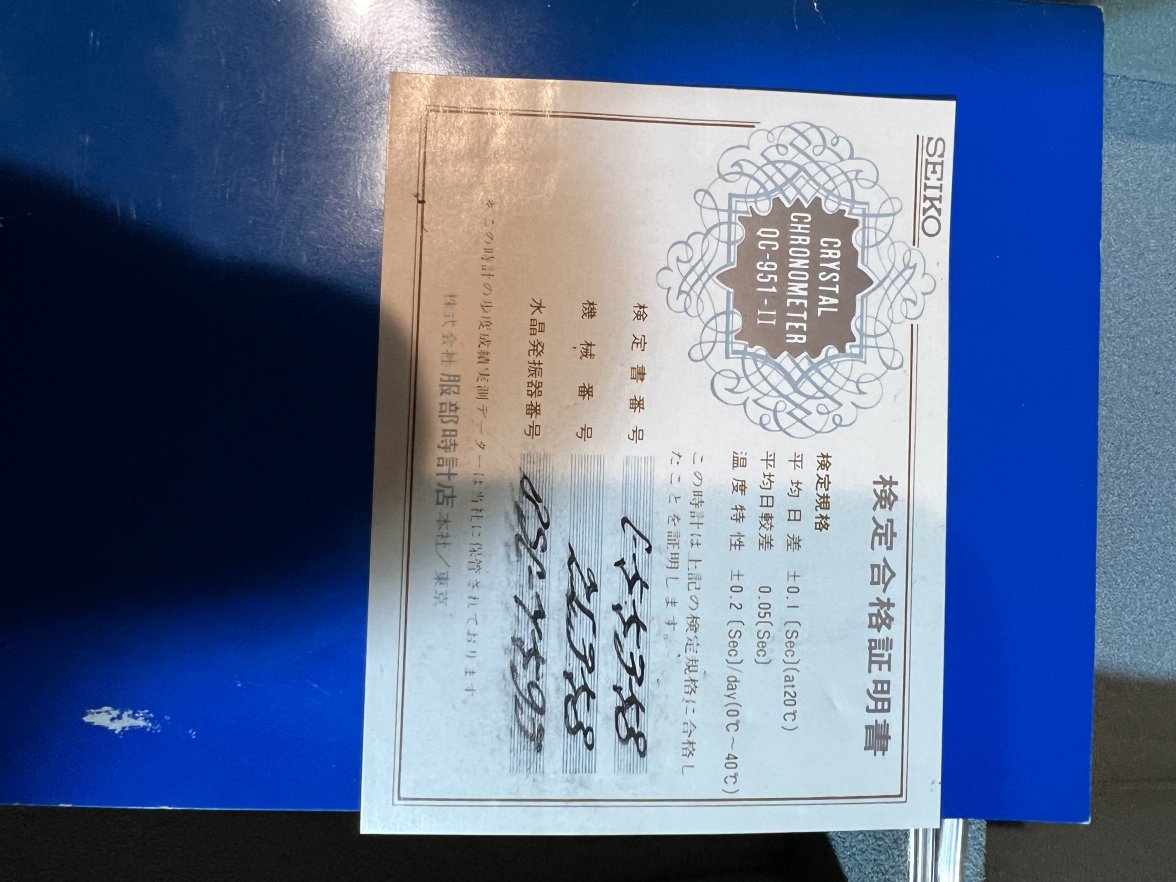 SEIKO
検定合格証明書
CRYSTAL
CHRONOMETER
QC-951-II
検定規格
平均日差 ±0.1 (Sec)(at20℃)
平均日較差 0.05(Sec)
温度特性 ±0.2 (Sec)/day(0℃～40℃)
この時計は上記の検定規格に合格し
たことを証明します。
検定書番号
機械番号
水晶発振器番号
※この時計の歩度成績実測データーは当社に保管されております。
株式会社 服部時計店 本社／東京